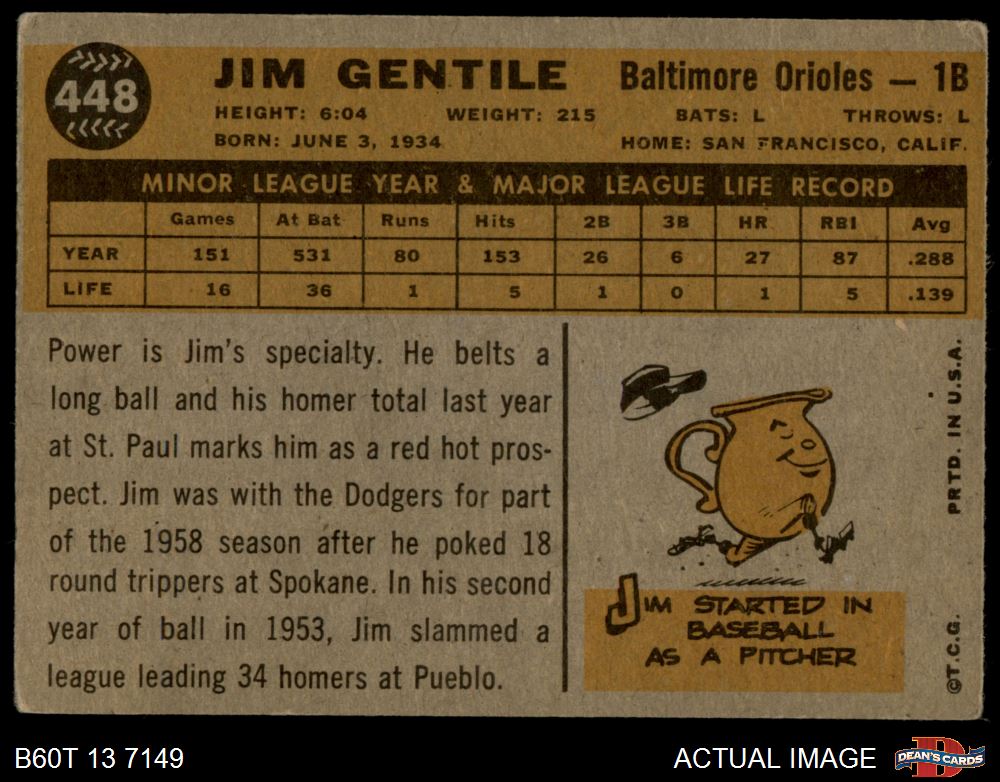 448
JIM GENTILE Baltimore Orioles — 1B
HEIGHT: 6:04 WEIGHT: 215 BATS: L THROWS: L
BORN: JUNE 3, 1934 HOME: SAN FRANCISCO, CALIF.
MINOR LEAGUE YEAR & MAJOR LEAGUE LIFE RECORD
Games At Bat Runs Hits 2B 3B HR RBI Avg
YEAR 151 531 80 153 26 6 27 87 .288
LIFE 16 36 1 5 1 0 1 5 .139
Power is Jim's specialty. He belts a
long ball and his homer total last year
at St. Paul marks him as a red hot pros-
pect. Jim was with the Dodgers for part
of the 1958 season after he poked 18
round trippers at Spokane. In his second
year of ball in 1953, Jim slammed a
league leading 34 homers at Pueblo.
JIM STARTED IN
BASEBALL
AS A PITCHER
©T.C.G. PRTD. IN U.S.A.
B60T 13 7149 ACTUAL IMAGE
D
DEAN'S CARDS